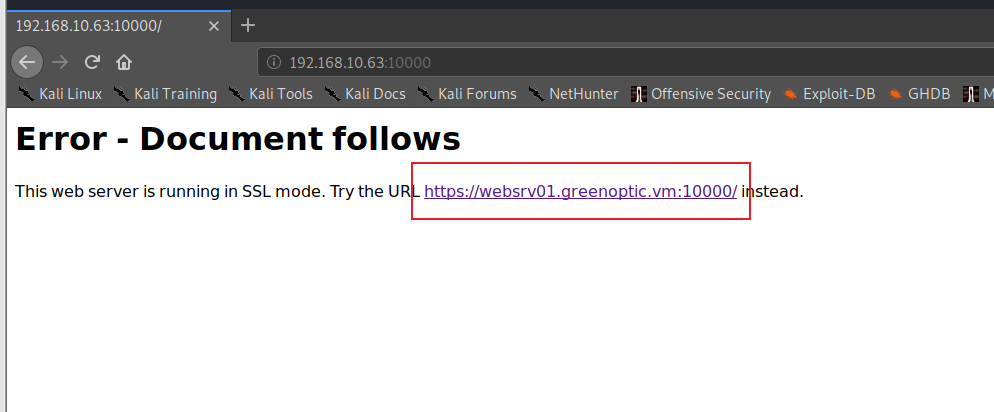 192.168.10.63:10000/
192.168.10.63:10000
Kali Linux Kali Training Kali Tools Kali Docs Kali Forums NetHunter Offensive Security Exploit-DB GHDB M
Error - Document follows
This web server is running in SSL mode. Try the URL https://websrv01.greenoptic.vm:10000/ instead.